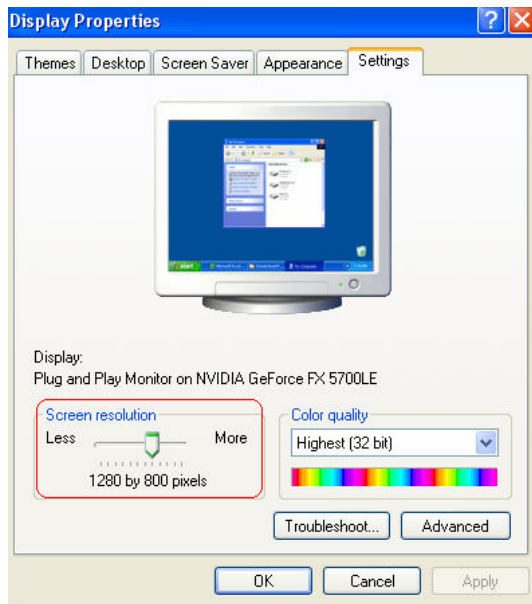 Display Properties
Themes Desktop Screen Saver Appearance Settings
start
Display:
Plug and Play Monitor on NVIDIA GeForce FX 5700LE
Screen resolution
Less More
1280 by 800 pixels
Color quality
Highest (32 bit)
Troubleshoot... Advanced
OK Cancel Apply